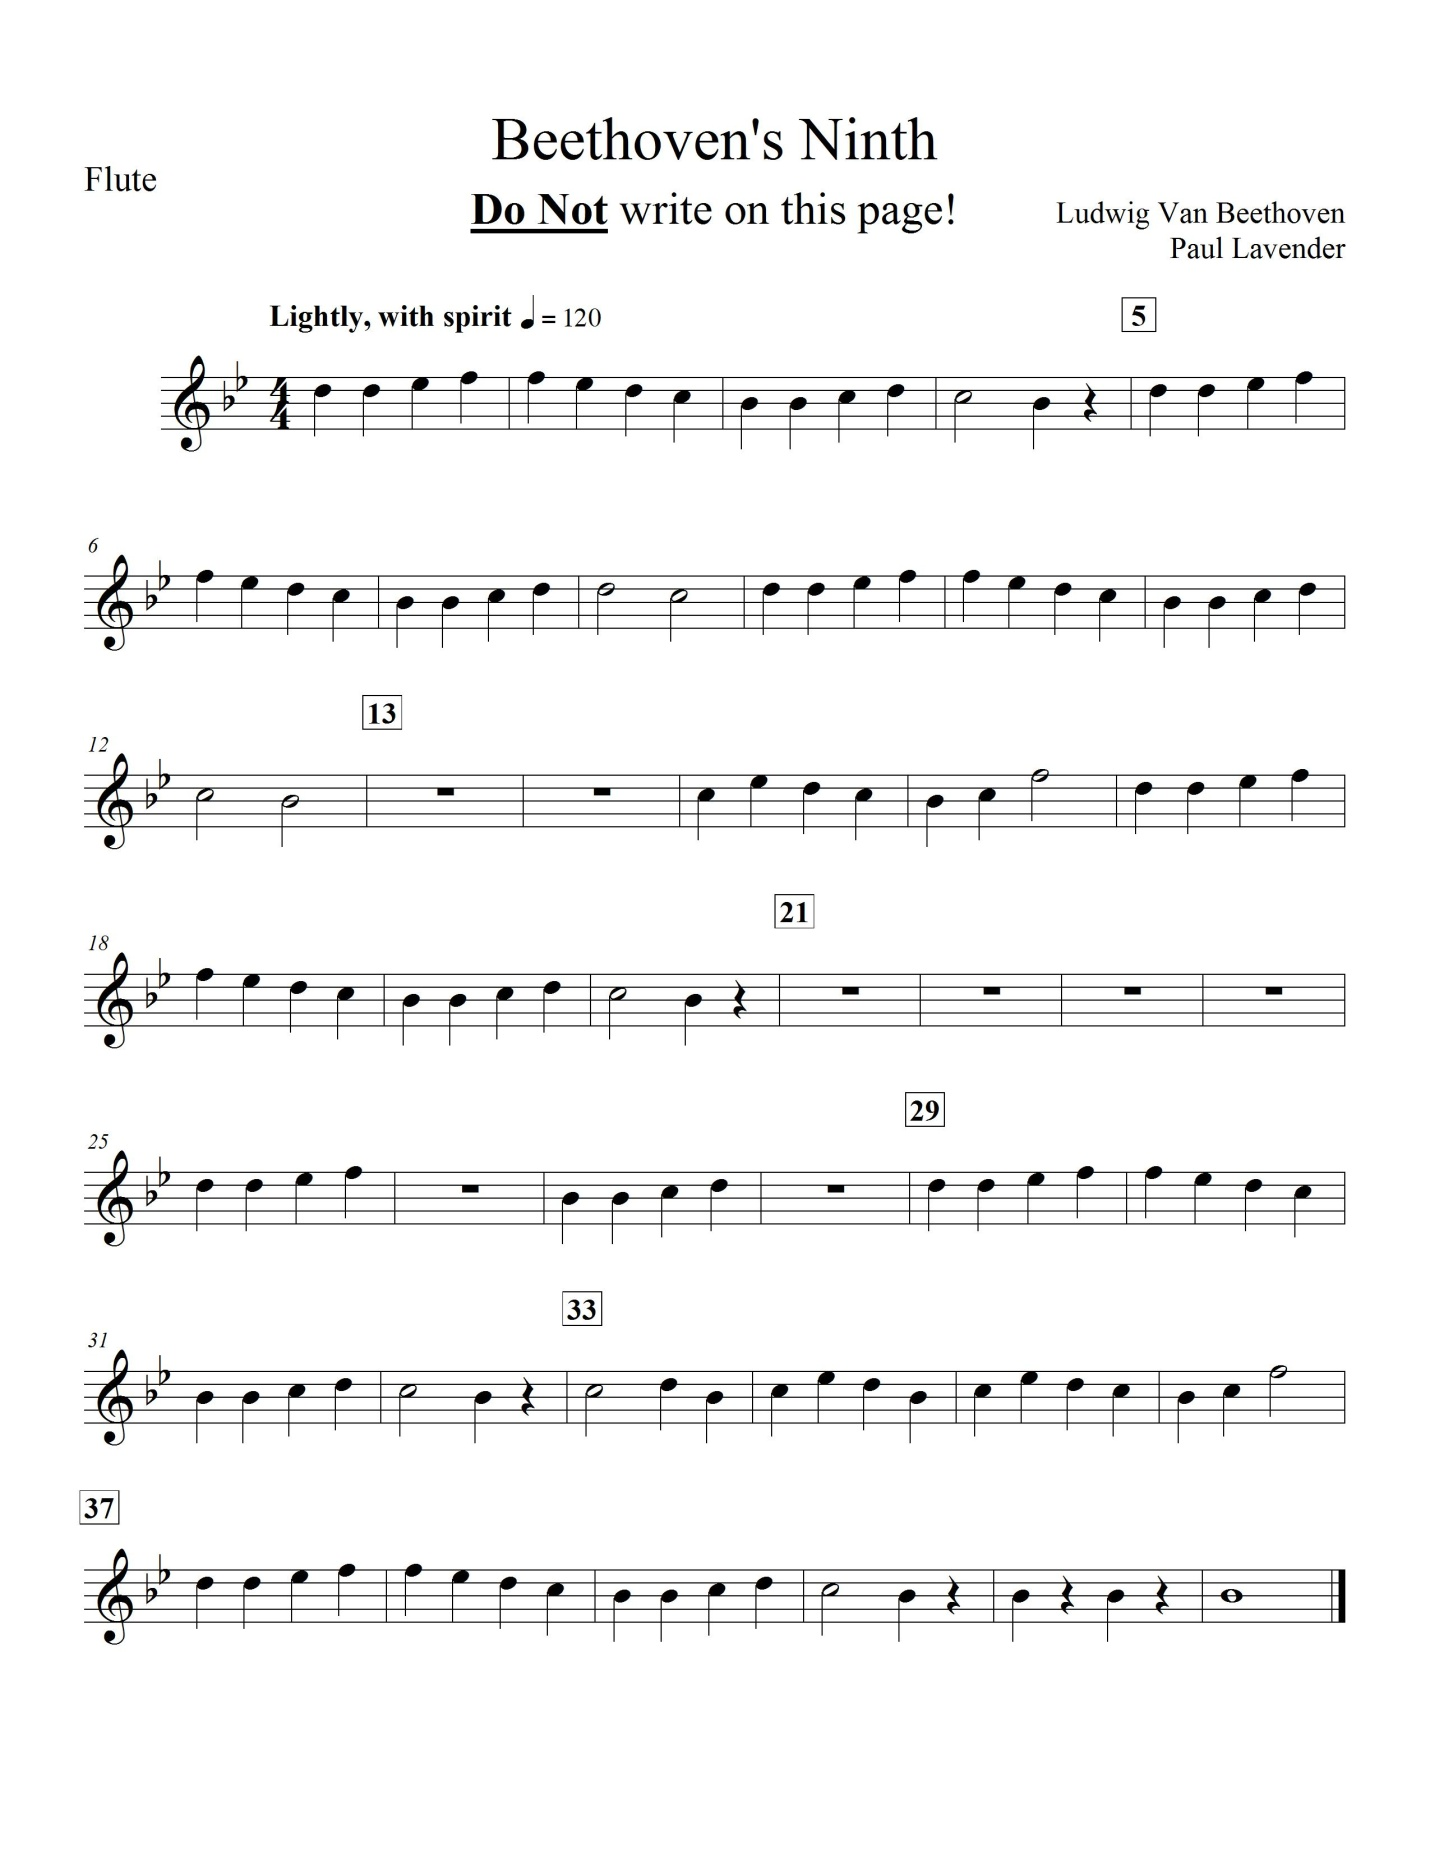 Beethoven's Ninth
Flute
Do Not write on this page!
Ludwig Van Beethoven
Paul Lavender
Lightly, with spirit ♩ = 120
5
6
13
12
21
18
29
25
33
31
37